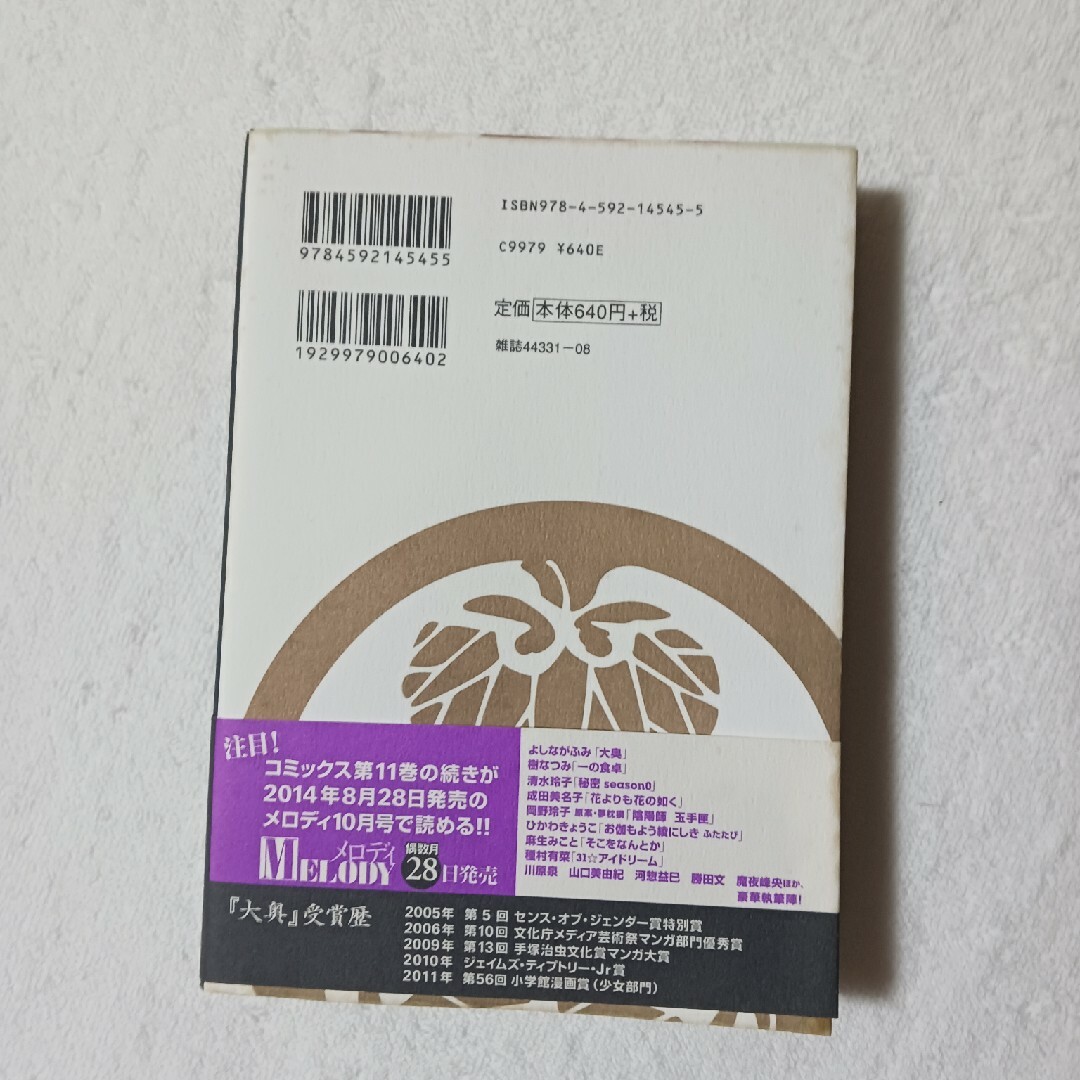 ISBN978-4-592-14545-5
9784592145455
C9979 ¥640E
定価 本体640円+税
1929979006402
雑誌44331-08
注目!
コミックス第11巻の続きが
2014年8月28日発売の
メロディ10月号で読める!!
メロディ
MELODY
偶数月
28日発売
よしながふみ「大奥」
樹なつみ「一の食卓」
清水玲子「秘密 season0」
成田美名子「花よりも花の如く」
岡野玲子 原案・夢枕獏「陰陽師 玉手匣」
ひかわきょうこ「お伽もよう綾にしき ふたたび」
麻生みこと「そこをなんとか」
種村有菜「31☆アイドリーム」
川原泉 山口美由紀 河惣益巳 勝田文 魔夜峰央ほか、
豪華執筆陣!
『大奥』受賞歴
2005年 第5回 センス・オブ・ジェンダー賞特別賞
2006年 第10回 文化庁メディア芸術祭マンガ部門優秀賞
2009年 第13回 手塚治虫文化賞マンガ大賞
2010年 ジェイムズ・ティプトリー・Jr賞
2011年 第56回 小学館漫画賞(少女部門)